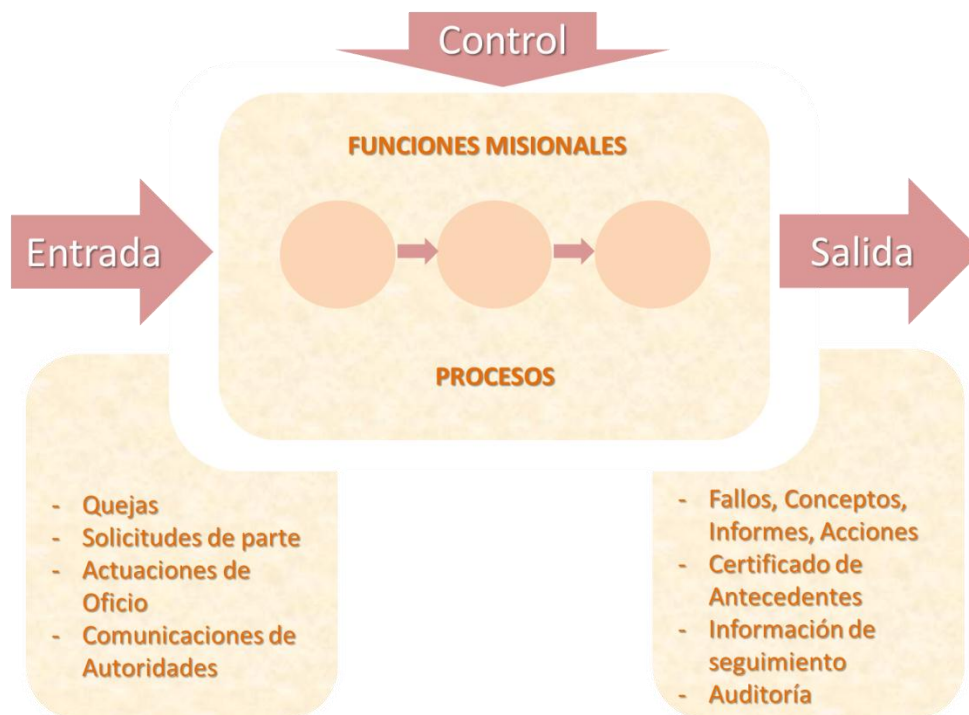 Control
FUNCIONES MISIONALES
Entrada
Salida
PROCESOS
- Quejas
- Solicitudes de parte
- Actuaciones de
Oficio
- Comunicaciones de
Autoridades
- Fallos, Conceptos,
Informes, Acciones
- Certificado de
Antecedentes
- Información de
seguimiento
- Auditoría